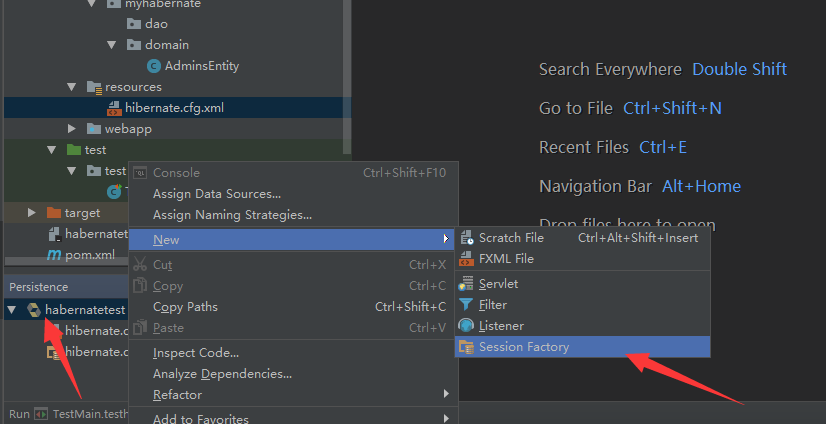 myhabernate
dao
domain
AdminsEntity
resources
hibernate.cfg.xml
webapp
test
test
target
habernatet
pom.xml
Persistence
habernatetest
hibernate.c
hibernate.c
Run TestMain.testh
Console Ctrl+Shift+F10
Assign Data Sources...
Assign Naming Strategies...
New
Cut Ctrl+X
Copy Ctrl+C
Copy Paths Ctrl+Shift+C
Paste Ctrl+V
Inspect Code...
Analyze Dependencies...
Refactor
Add to Favorites
Scratch File Ctrl+Alt+Shift+Insert
FXML File
Servlet
Filter
Listener
Session Factory
Search Everywhere Double Shift
Go to File Ctrl+Shift+N
Recent Files Ctrl+E
Navigation Bar Alt+Home
Drop files here to open